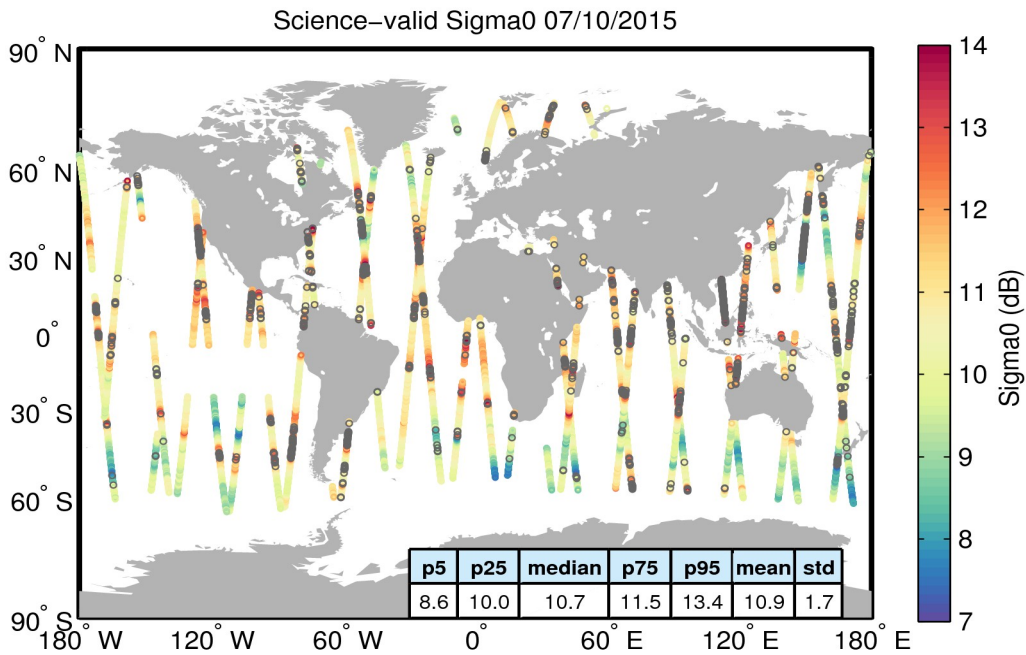 Science−valid Sigma0 07/10/2015
90° N
60° N
30° N
0°
30° S
60° S
90° S
180° W
120° W
60° W
0°
60° E
120° E
180° E
p5 p25 median p75 p95 mean std
8.6 10.0 10.7 11.5 13.4 10.9 1.7
14
13
12
11
10
9
8
7
Sigma0 (dB)